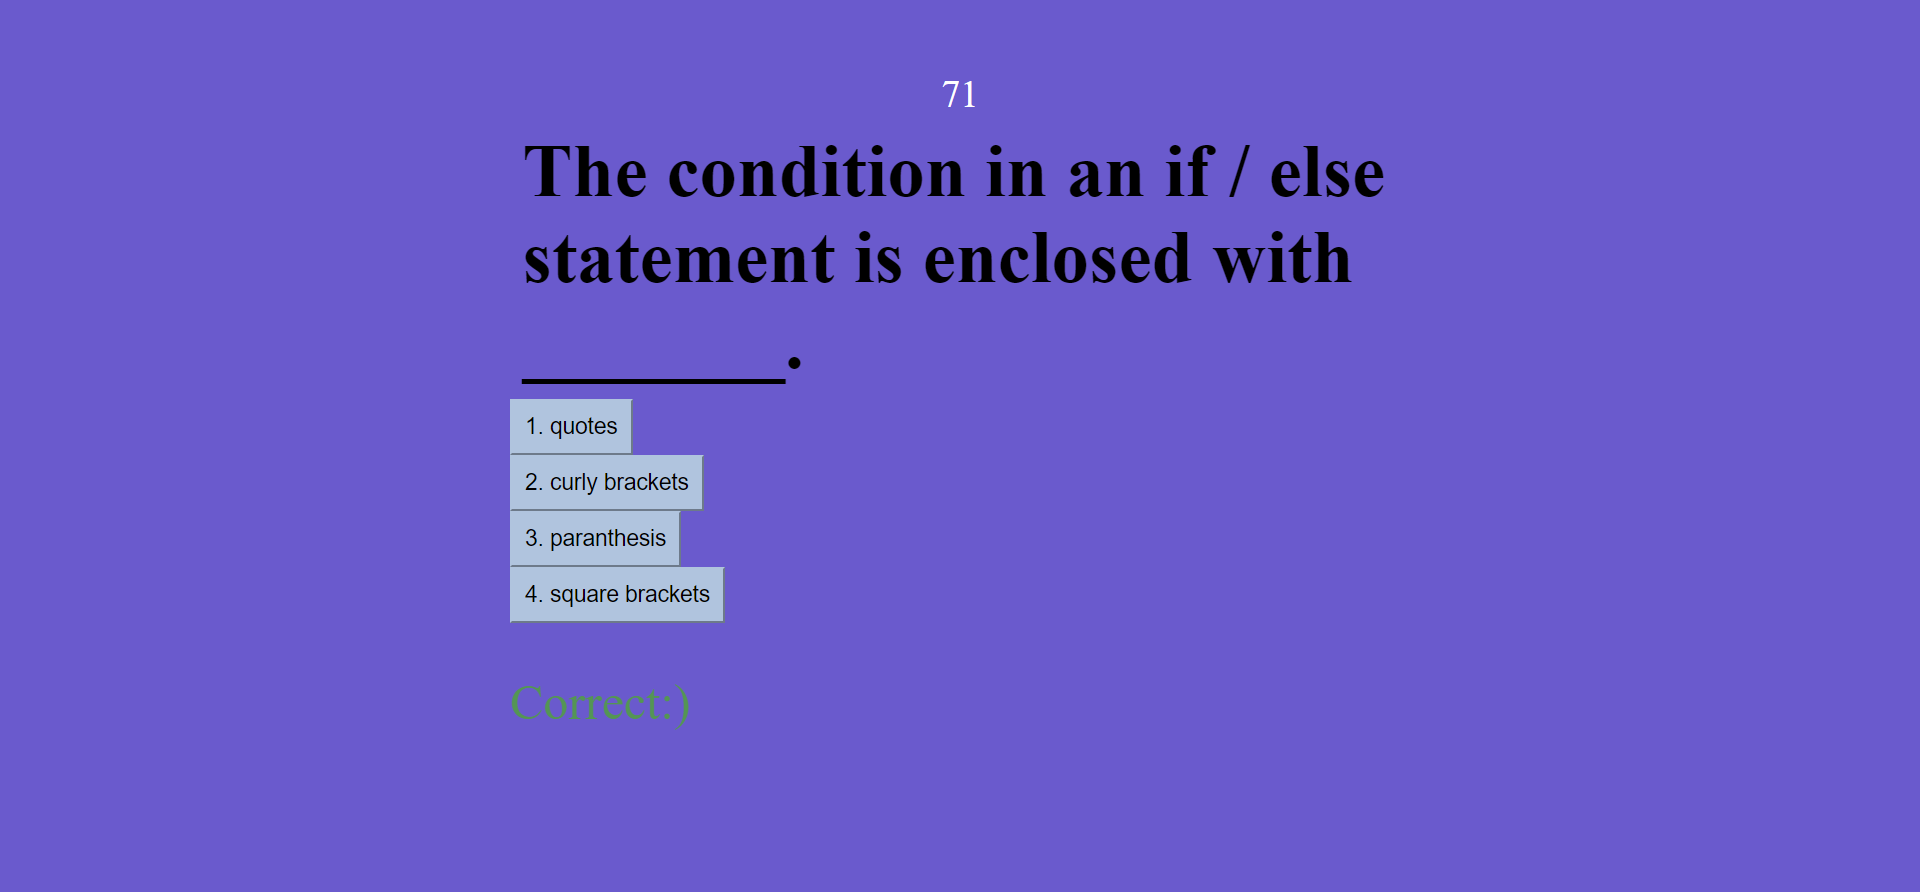 71
The condition in an if / else
statement is enclosed with
________.
1. quotes
2. curly brackets
3. paranthesis
4. square brackets
Correct:)